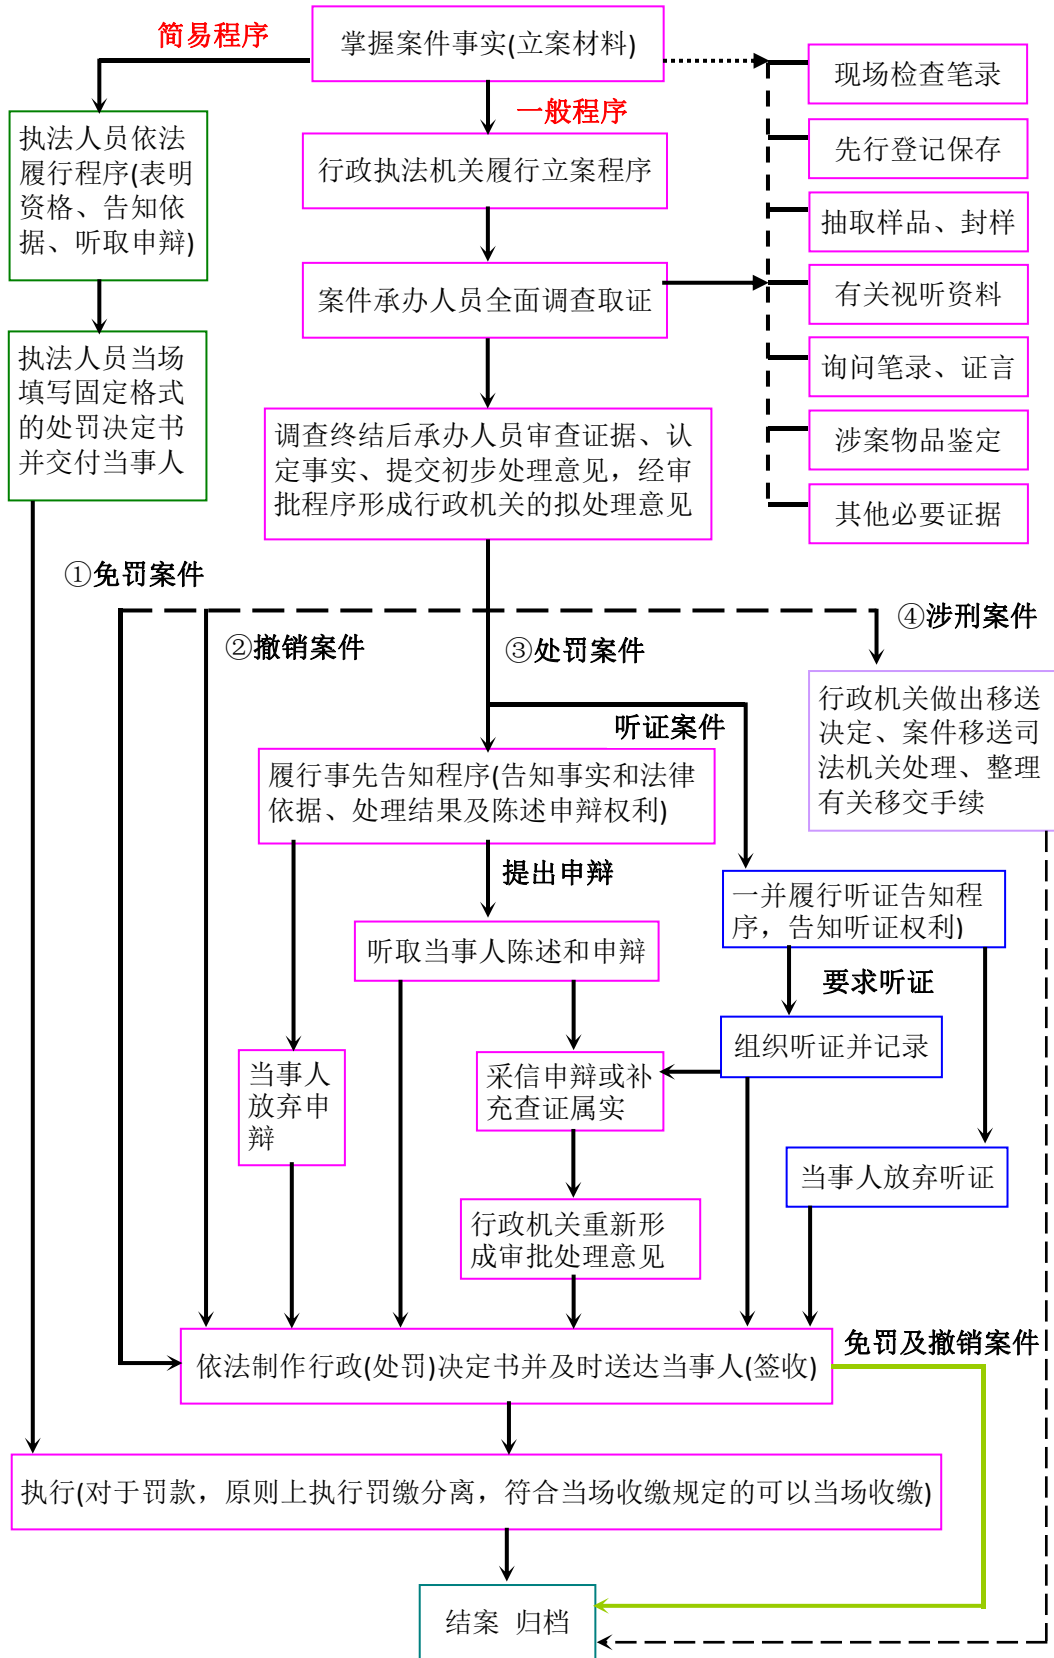 简易程序
掌握案件事实(立案材料)
一般程序
执法人员依法
履行程序(表明
资格、告知依
据、听取申辩)
行政执法机关履行立案程序
案件承办人员全面调查取证
现场检查笔录
先行登记保存
抽取样品、封样
有关视听资料
询问笔录、证言
涉案物品鉴定
其他必要证据
执法人员当场
填写固定格式
的处罚决定书
并交付当事人
调查终结后承办人员审查证据、认
定事实、提交初步处理意见，经审
批程序形成行政机关的拟处理意见
①免罚案件
②撤销案件
③处罚案件
④涉刑案件
行政机关做出移送
决定、案件移送司
法机关处理、整理
有关移交手续
听证案件
履行事先告知程序(告知事实和法律
依据、处理结果及陈述申辩权利)
提出申辩
一并履行听证告知程
序，告知听证权利)
听取当事人陈述和申辩
要求听证
组织听证并记录
当事人
放弃申
辩
采信申辩或补
充查证属实
当事人放弃听证
行政机关重新形
成审批处理意见
免罚及撤销案件
依法制作行政(处罚)决定书并及时送达当事人(签收)
执行(对于罚款，原则上执行罚缴分离，符合当场收缴规定的可以当场收缴)
结案 归档